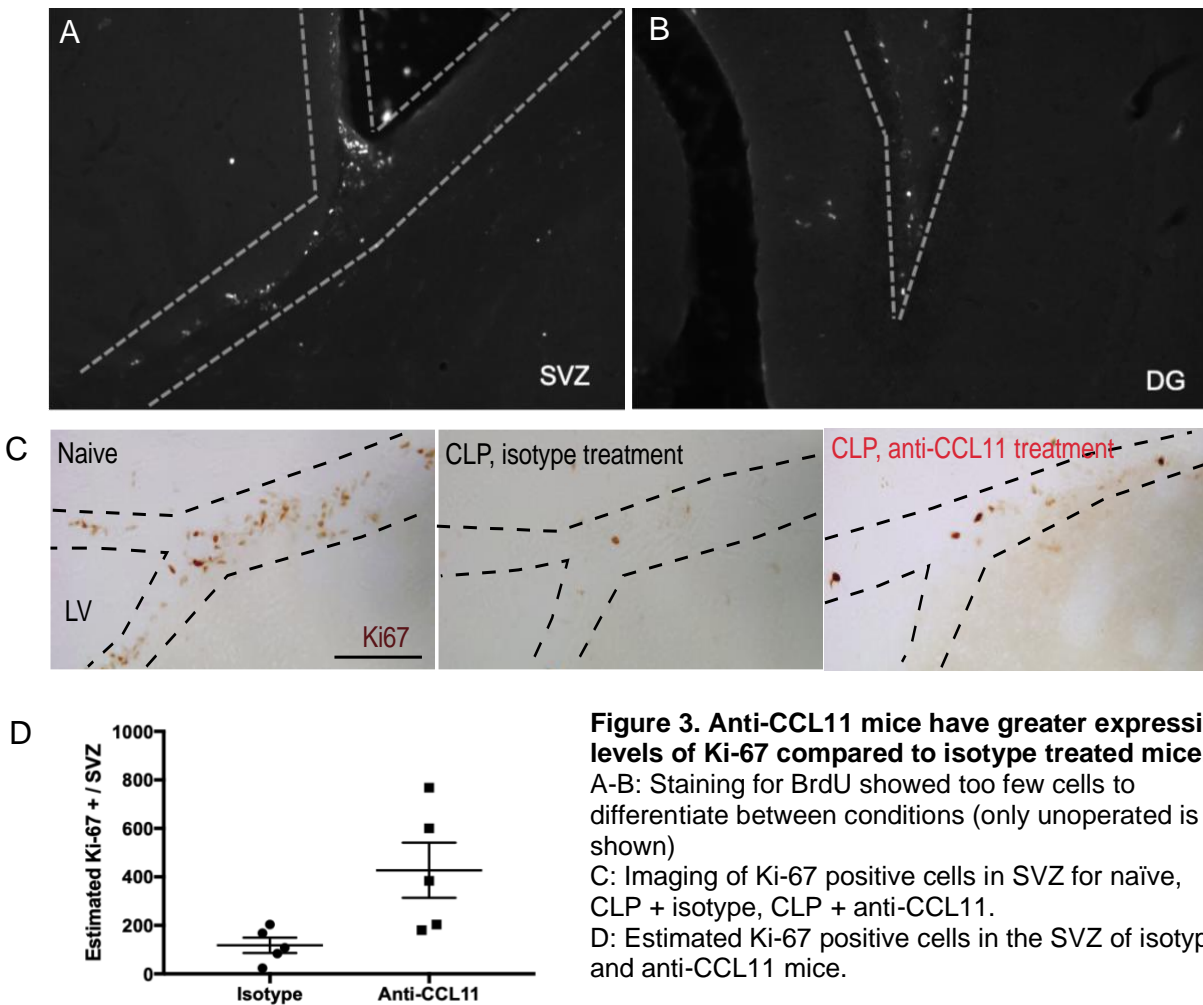 A
SVZ
B
DG
C
Naive
LV
Ki67
CLP, isotype treatment
CLP, anti-CCL11 treatment
D
Estimated Ki-67 + / SVZ
1000
800
600
400
200
0
Isotype
Anti-CCL11
Figure 3. Anti-CCL11 mice have greater expressi
levels of Ki-67 compared to isotype treated mice
A-B: Staining for BrdU showed too few cells to
differentiate between conditions (only unoperated is
shown)
C: Imaging of Ki-67 positive cells in SVZ for naïve,
CLP + isotype, CLP + anti-CCL11.
D: Estimated Ki-67 positive cells in the SVZ of isotyp
and anti-CCL11 mice.